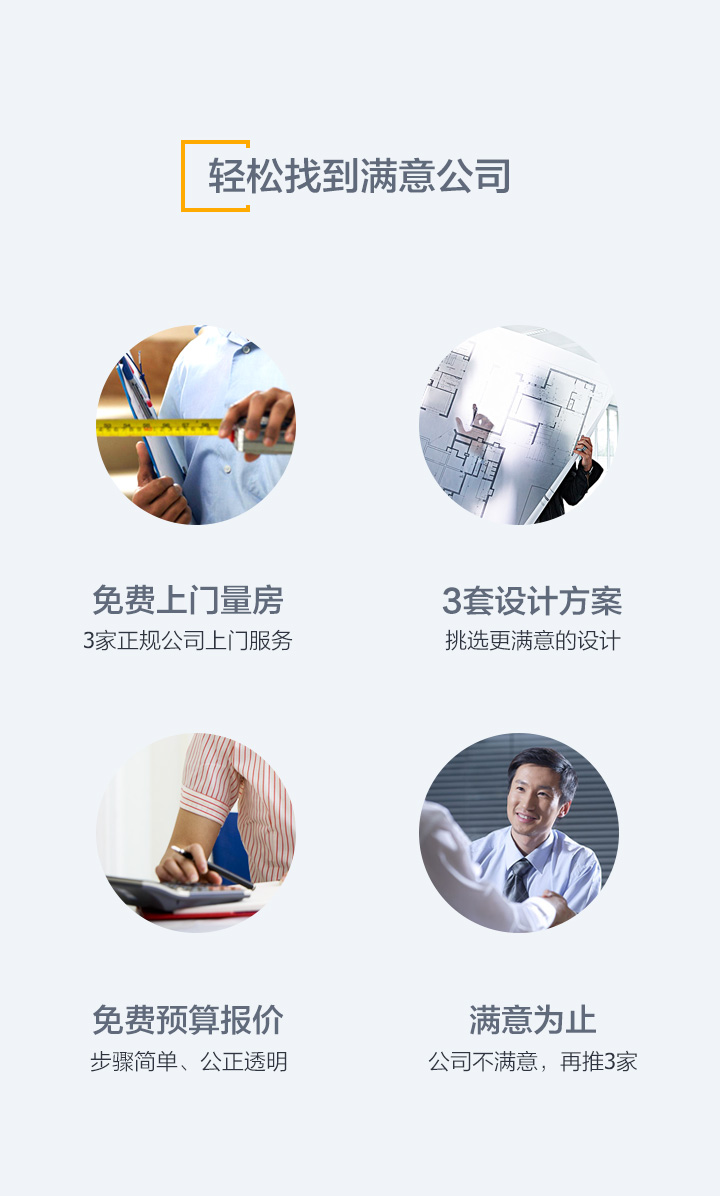 轻松找到满意公司
免费上门量房
3家正规公司上门服务
3套设计方案
挑选更满意的设计
免费预算报价
步骤简单、公正透明
满意为止
公司不满意，再推3家